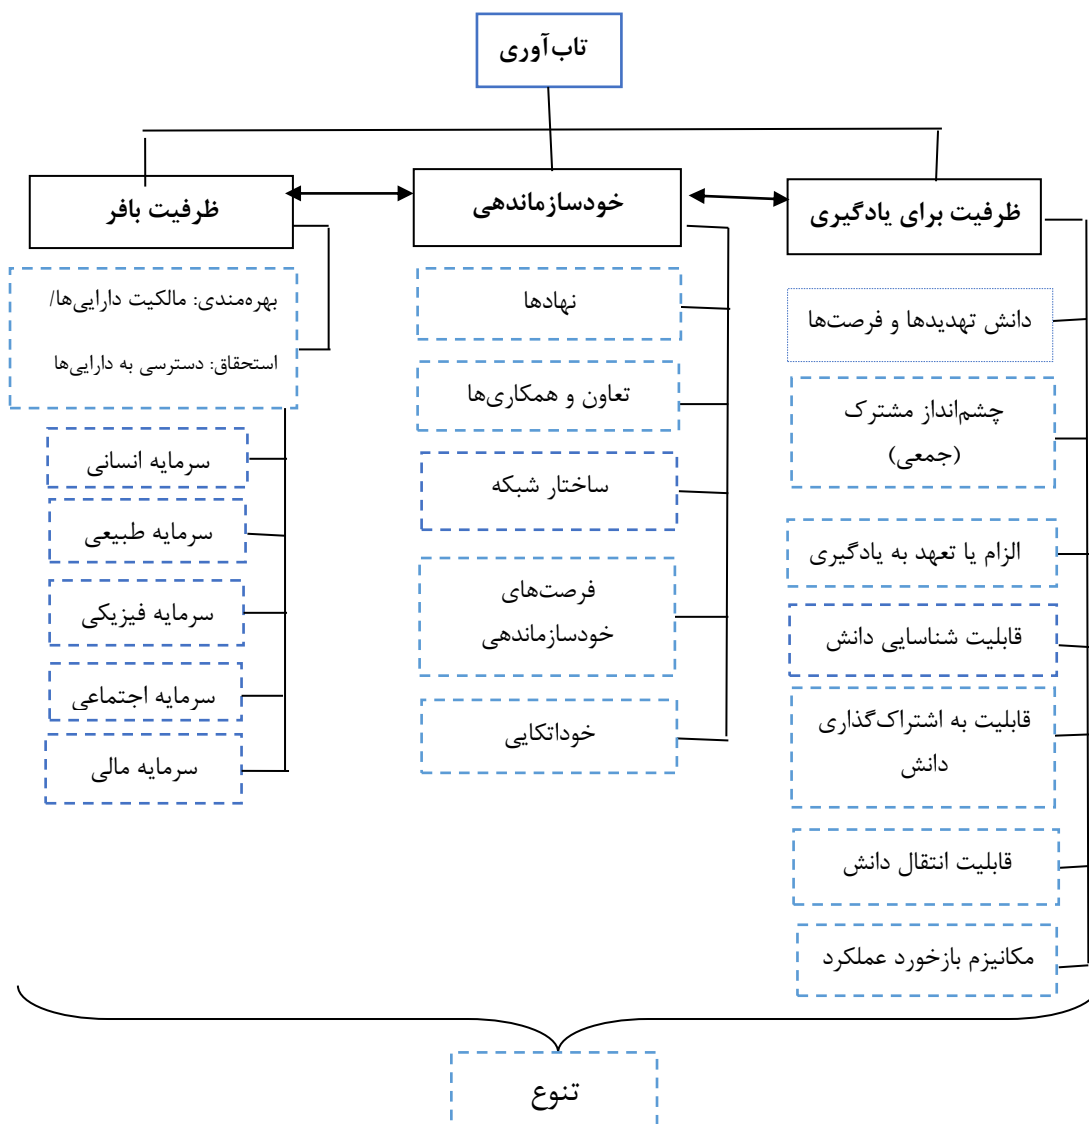 تاب‌آوری
ظرفیت برای یادگیری
دانش تهدیدها و فرصت‌ها
چشم‌انداز مشترک
(جمعی)
الزام یا تعهد به یادگیری
قابلیت شناسایی دانش
قابلیت به اشتراک‌گذاری
دانش
قابلیت انتقال دانش
مکانیزم بازخورد عملکرد
خودسازماندهی
نهادها
تعاون و همکاری‌ها
ساختار شبکه
فرصت‌های
خودسازماندهی
خوداتکایی
ظرفیت بافر
بهره‌مندی: مالکیت دارایی‌ها/
استحقاق: دسترسی به دارایی‌ها
سرمایه انسانی
سرمایه طبیعی
سرمایه فیزیکی
سرمایه اجتماعی
سرمایه مالی
تنوع